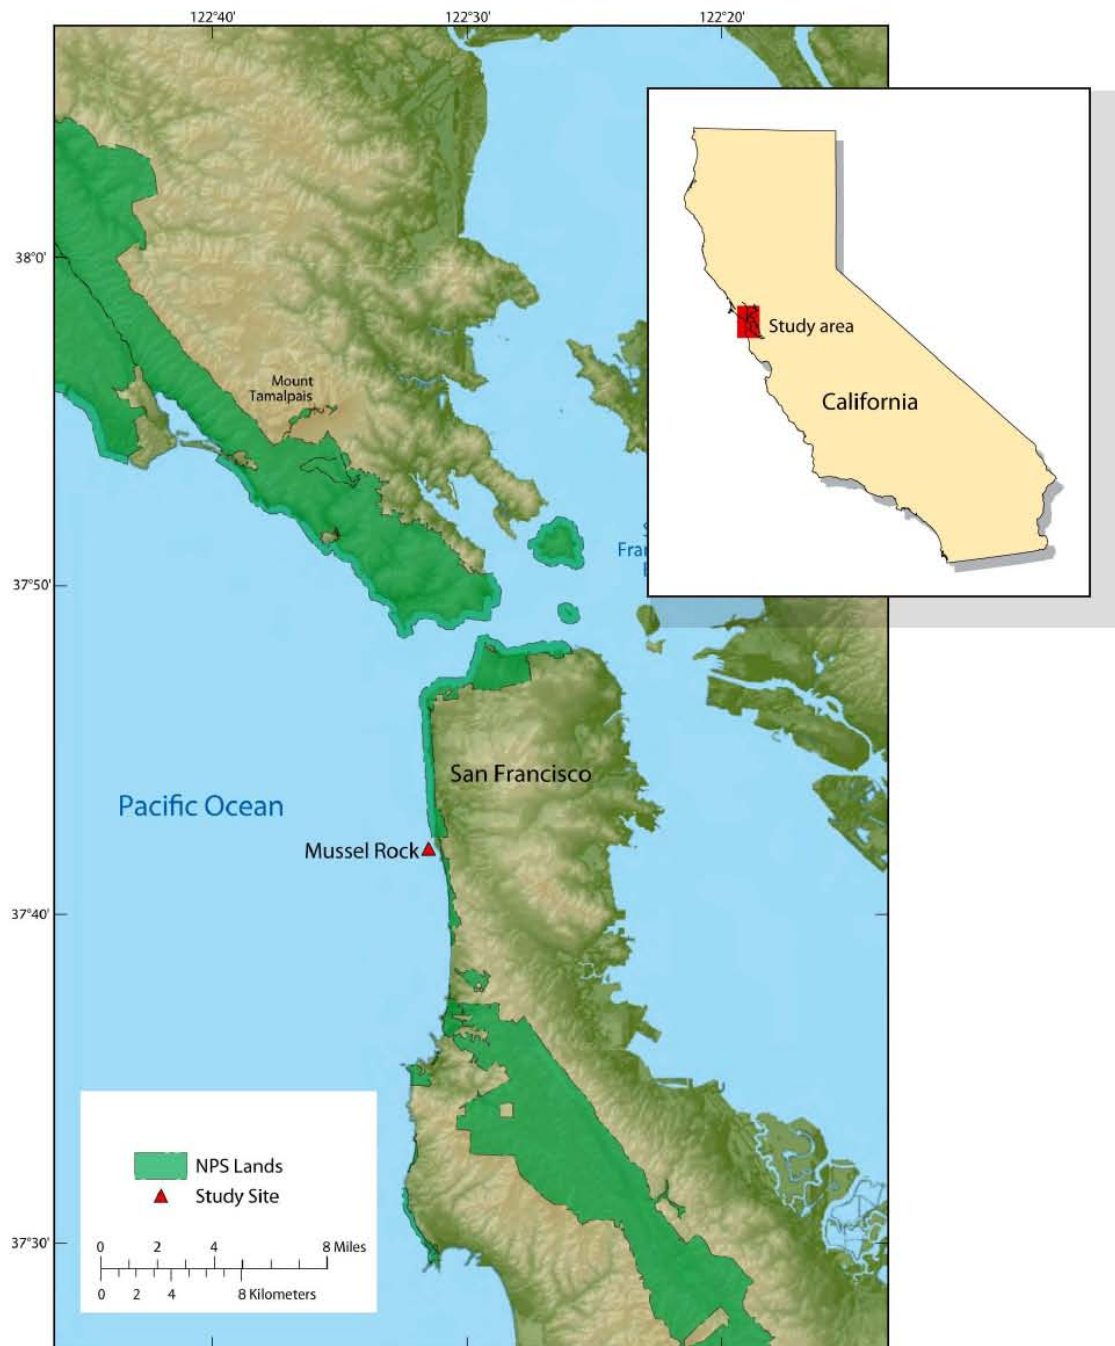 122°40'
122°30'
122°20'
38°0'
Mount
Tamalpais
Study area
California
37°50'
San Francisco
Pacific Ocean
Mussel Rock
37°40'
NPS Lands
Study Site
37°30'
0 2 4 8 Miles
0 2 4 8 Kilometers